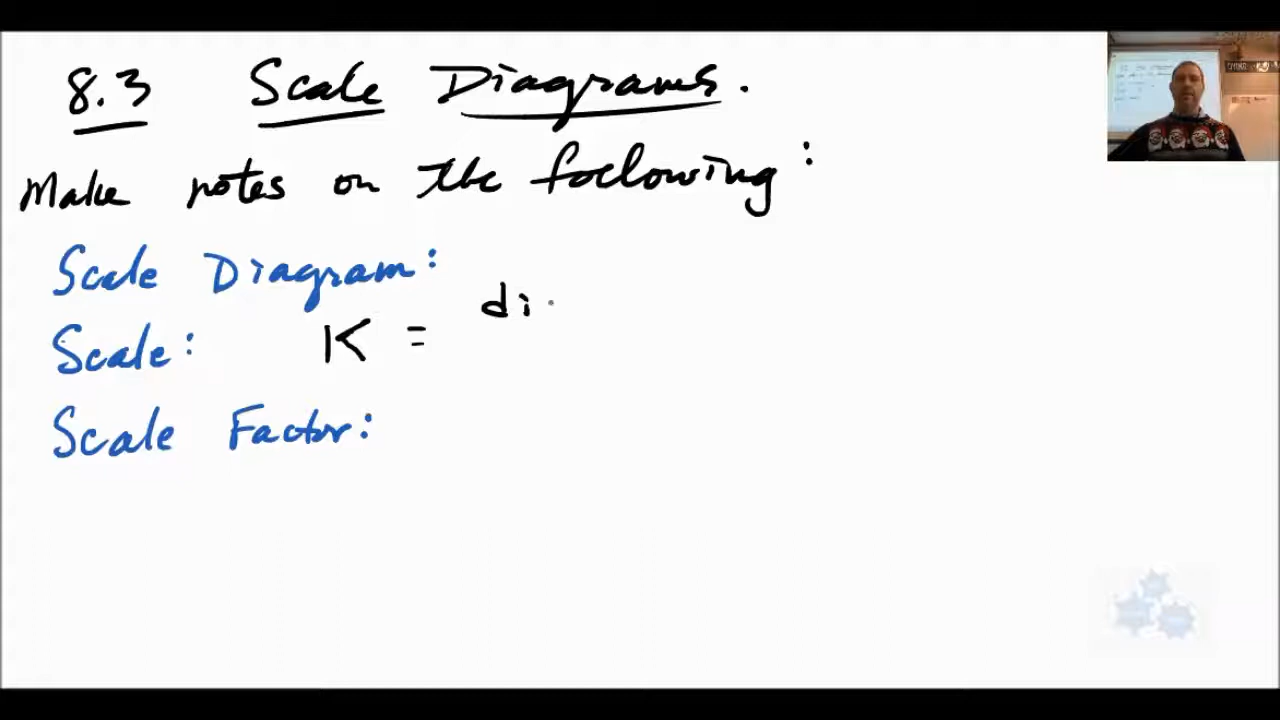 8.3 Scale Diagrams.
Make notes on the following:
Scale Diagram:
di
Scale: K =
Scale Factor: